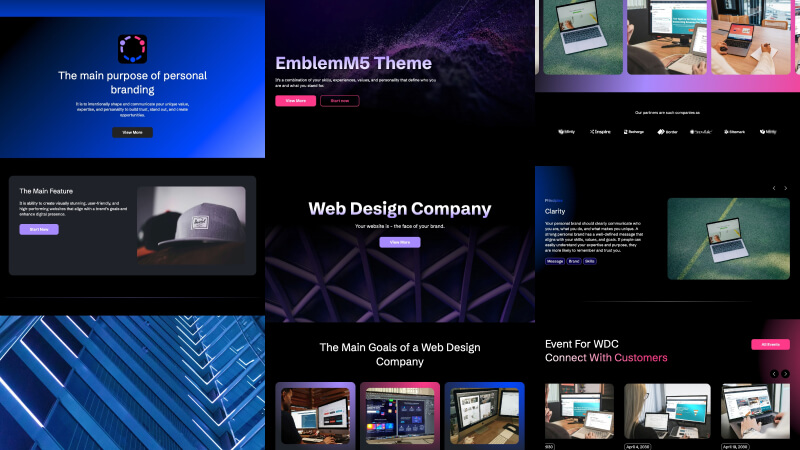 The main purpose of personal
branding
It is to intentionally shape and communicate your unique value,
expertise, and personality to build trust, stand out, and create
opportunities.
View More
The Main Feature
It is ability to create visually stunning, user-friendly, and
high-performing websites that align with a brand's goals and
enhance digital presence.
Start Now
EmblemM5 Theme
It's a combination of your skills, experiences, values, and personality that define who you
are and what you stand for.
View More
Start now
Web Design Company
Your website is - the face of your brand.
View More
The Main Goals of a Web Design
Company
Our partners are such companies as
Inspire
Recharge
Border
Principles
Clarity
Your personal brand should clearly communicate who
you are, what you do, and what makes you unique. A
strong personal brand has a well-defined message that
aligns with your skills, values, and goals. If people can
easily understand your expertise and purpose, they
are more likely to remember and trust you.
Message
Brand
Skills
Event For WDC
Connect With Customers
All Events
April 4, 2030
April 18, 2030